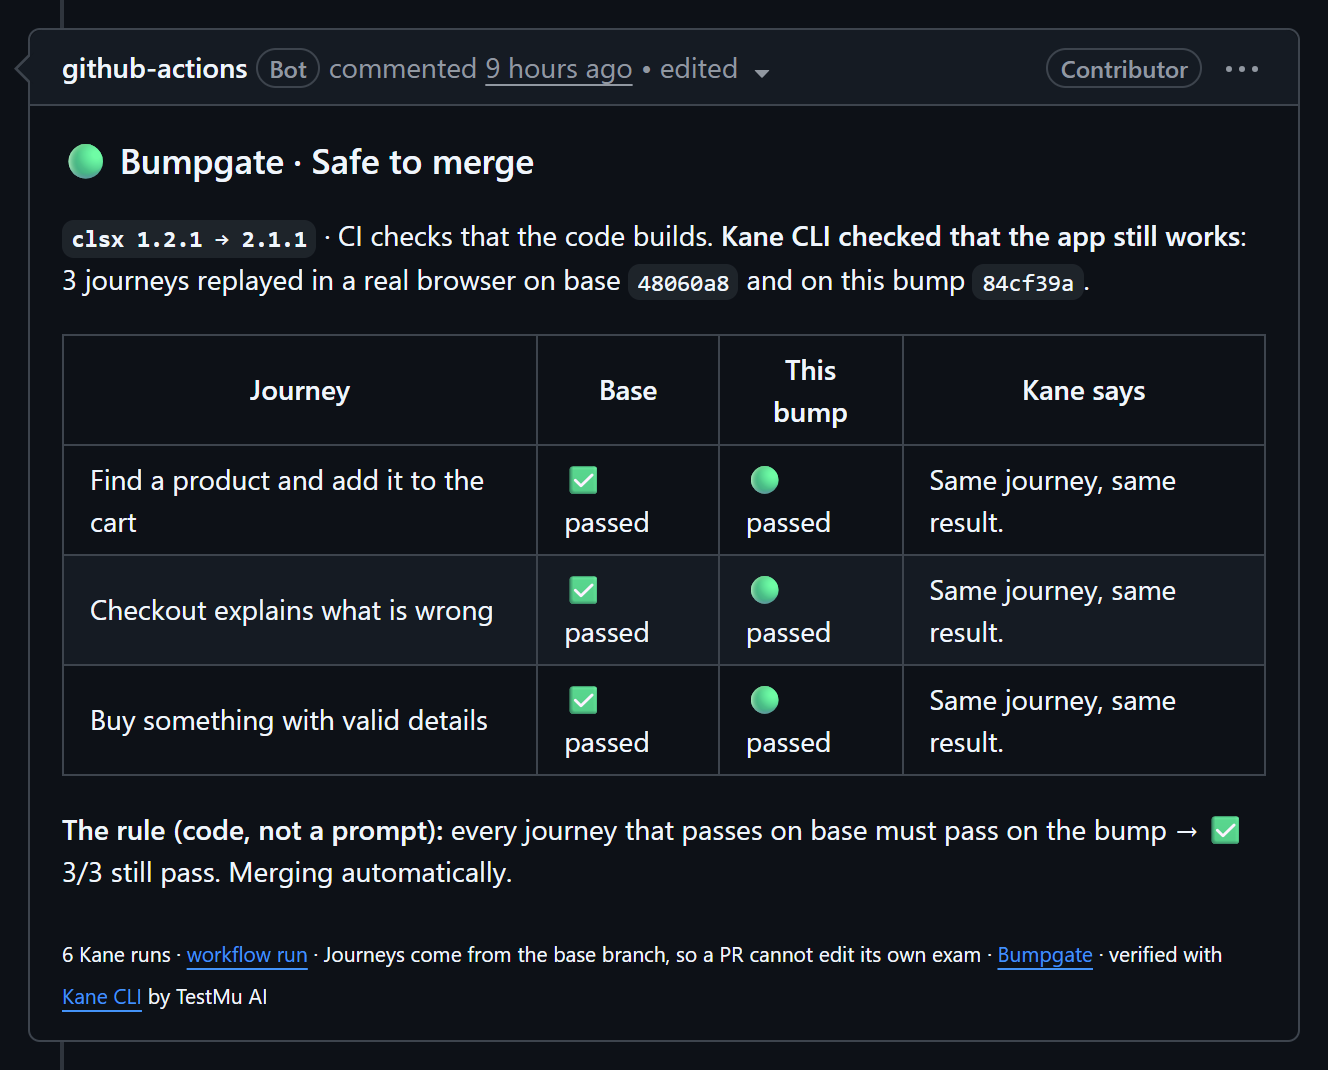 github-actions Bot commented 9 hours ago • edited Contributor
Bumpgate · Safe to merge
clsx 1.2.1 → 2.1.1 · CI checks that the code builds. Kane CLI checked that the app still works:
3 journeys replayed in a real browser on base 48060a8 and on this bump 84cf39a.
Journey Base This bump Kane says
Find a product and add it to the cart ✅ passed 🟢 passed Same journey, same result.
Checkout explains what is wrong ✅ passed 🟢 passed Same journey, same result.
Buy something with valid details ✅ passed 🟢 passed Same journey, same result.
The rule (code, not a prompt): every journey that passes on base must pass on the bump → ✅
3/3 still pass. Merging automatically.
6 Kane runs · workflow run · Journeys come from the base branch, so a PR cannot edit its own exam · Bumpgate · verified with
Kane CLI by TestMu AI